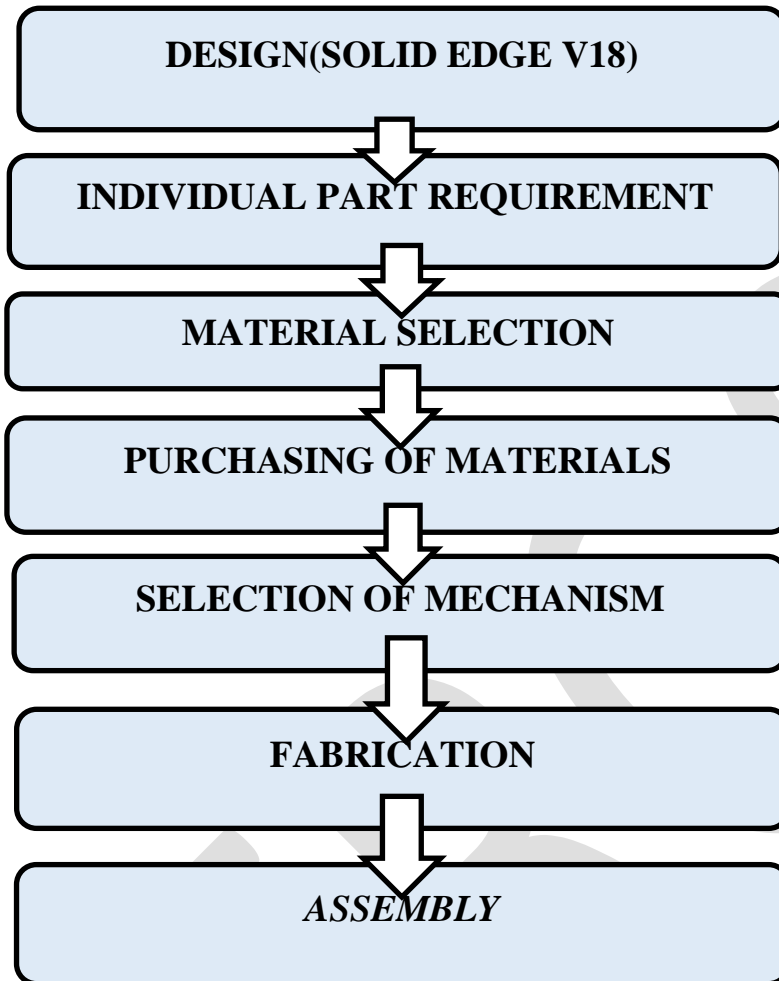 DESIGN(SOLID EDGE V18)
INDIVIDUAL PART REQUIREMENT
MATERIAL SELECTION
PURCHASING OF MATERIALS
SELECTION OF MECHANISM
FABRICATION
ASSEMBLY